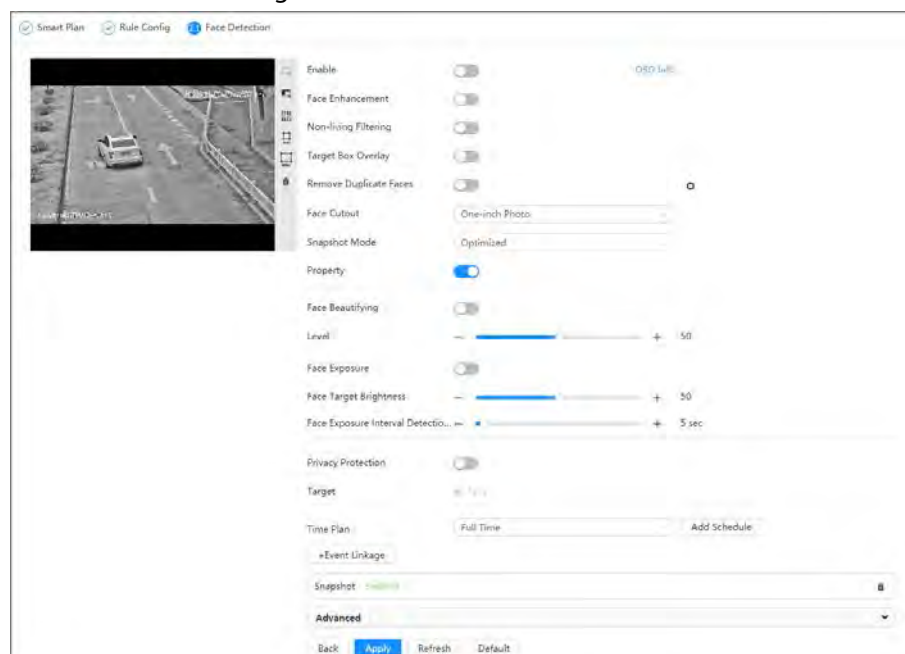 Smart Plan Rule Config Face Detection
Enable OSD Info
Face Enhancement
Non-living Filtering
Target Box Overlay
Remove Duplicate Faces
Face Cutout One-inch Photo
Snapshot Mode Optimized
Property
Face Beautifying
Level - + 50
Face Exposure
Face Target Brightness - + 50
Face Exposure Interval Detectio... - + 5 sec
Privacy Protection
Target
Time Plan Full Time Add Schedule
+Event Linkage
Snapshot
Advanced
Back Apply Refresh Default